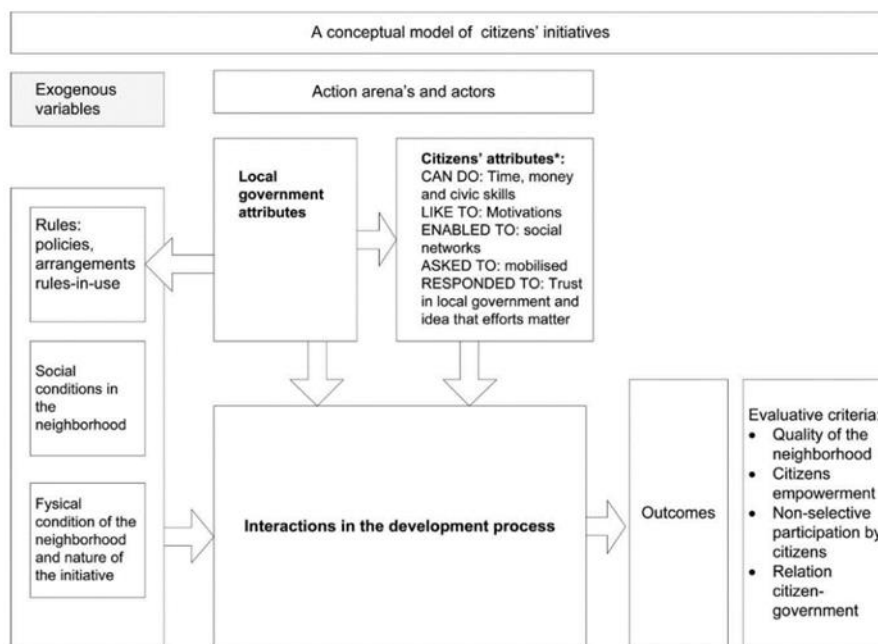 A conceptual model of citizens' initiatives
Exogenous
variables
Action arena's and actors
Local
government
attributes
Citizens' attributes*:
CAN DO: Time, money
and civic skills
LIKE TO: Motivations
ENABLED TO: social
networks
ASKED TO: mobilised
RESPONDED TO: Trust
in local government and
idea that efforts matter
Rules:
policies,
arrangements
rules-in-use
Social
conditions in
the
neighborhood
Fysical
condition of the
neighborhood
and nature of
the initiative
Interactions in the development process
Outcomes
Evaluative criteria:
• Quality of the
neighborhood
• Citizens
empowerment
• Non-selective
participation by
citizens
• Relation
citizen-
government